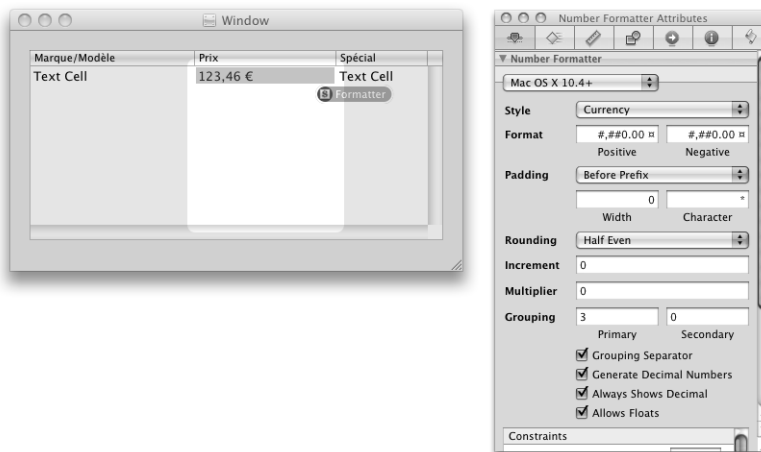 Window
Marque/Modèle Prix Spécial
Text Cell 123,46 € Text Cell
Formatter
Number Formatter Attributes
Number Formatter
Mac OS X 10.4+
Style Currency
Format #,##0.00 ¤ #,##0.00 ¤
Positive Negative
Padding Before Prefix
0 *
Width Character
Rounding Half Even
Increment 0
Multiplier 0
Grouping 3 0
Primary Secondary
Grouping Separator
Generate Decimal Numbers
Always Shows Decimal
Allows Floats
Constraints